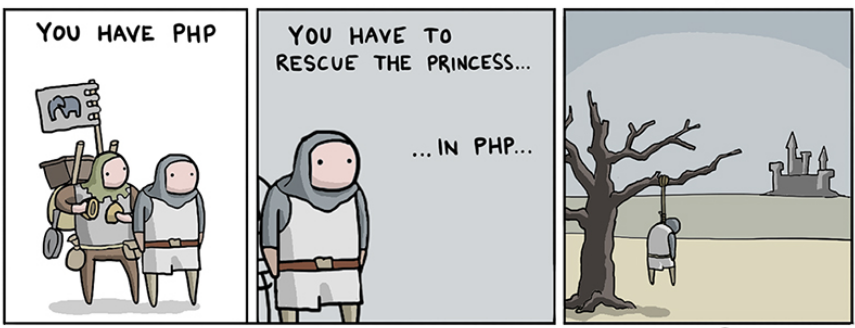 YOU HAVE PHP
YOU HAVE TO
RESCUE THE PRINCESS...
...IN PHP...